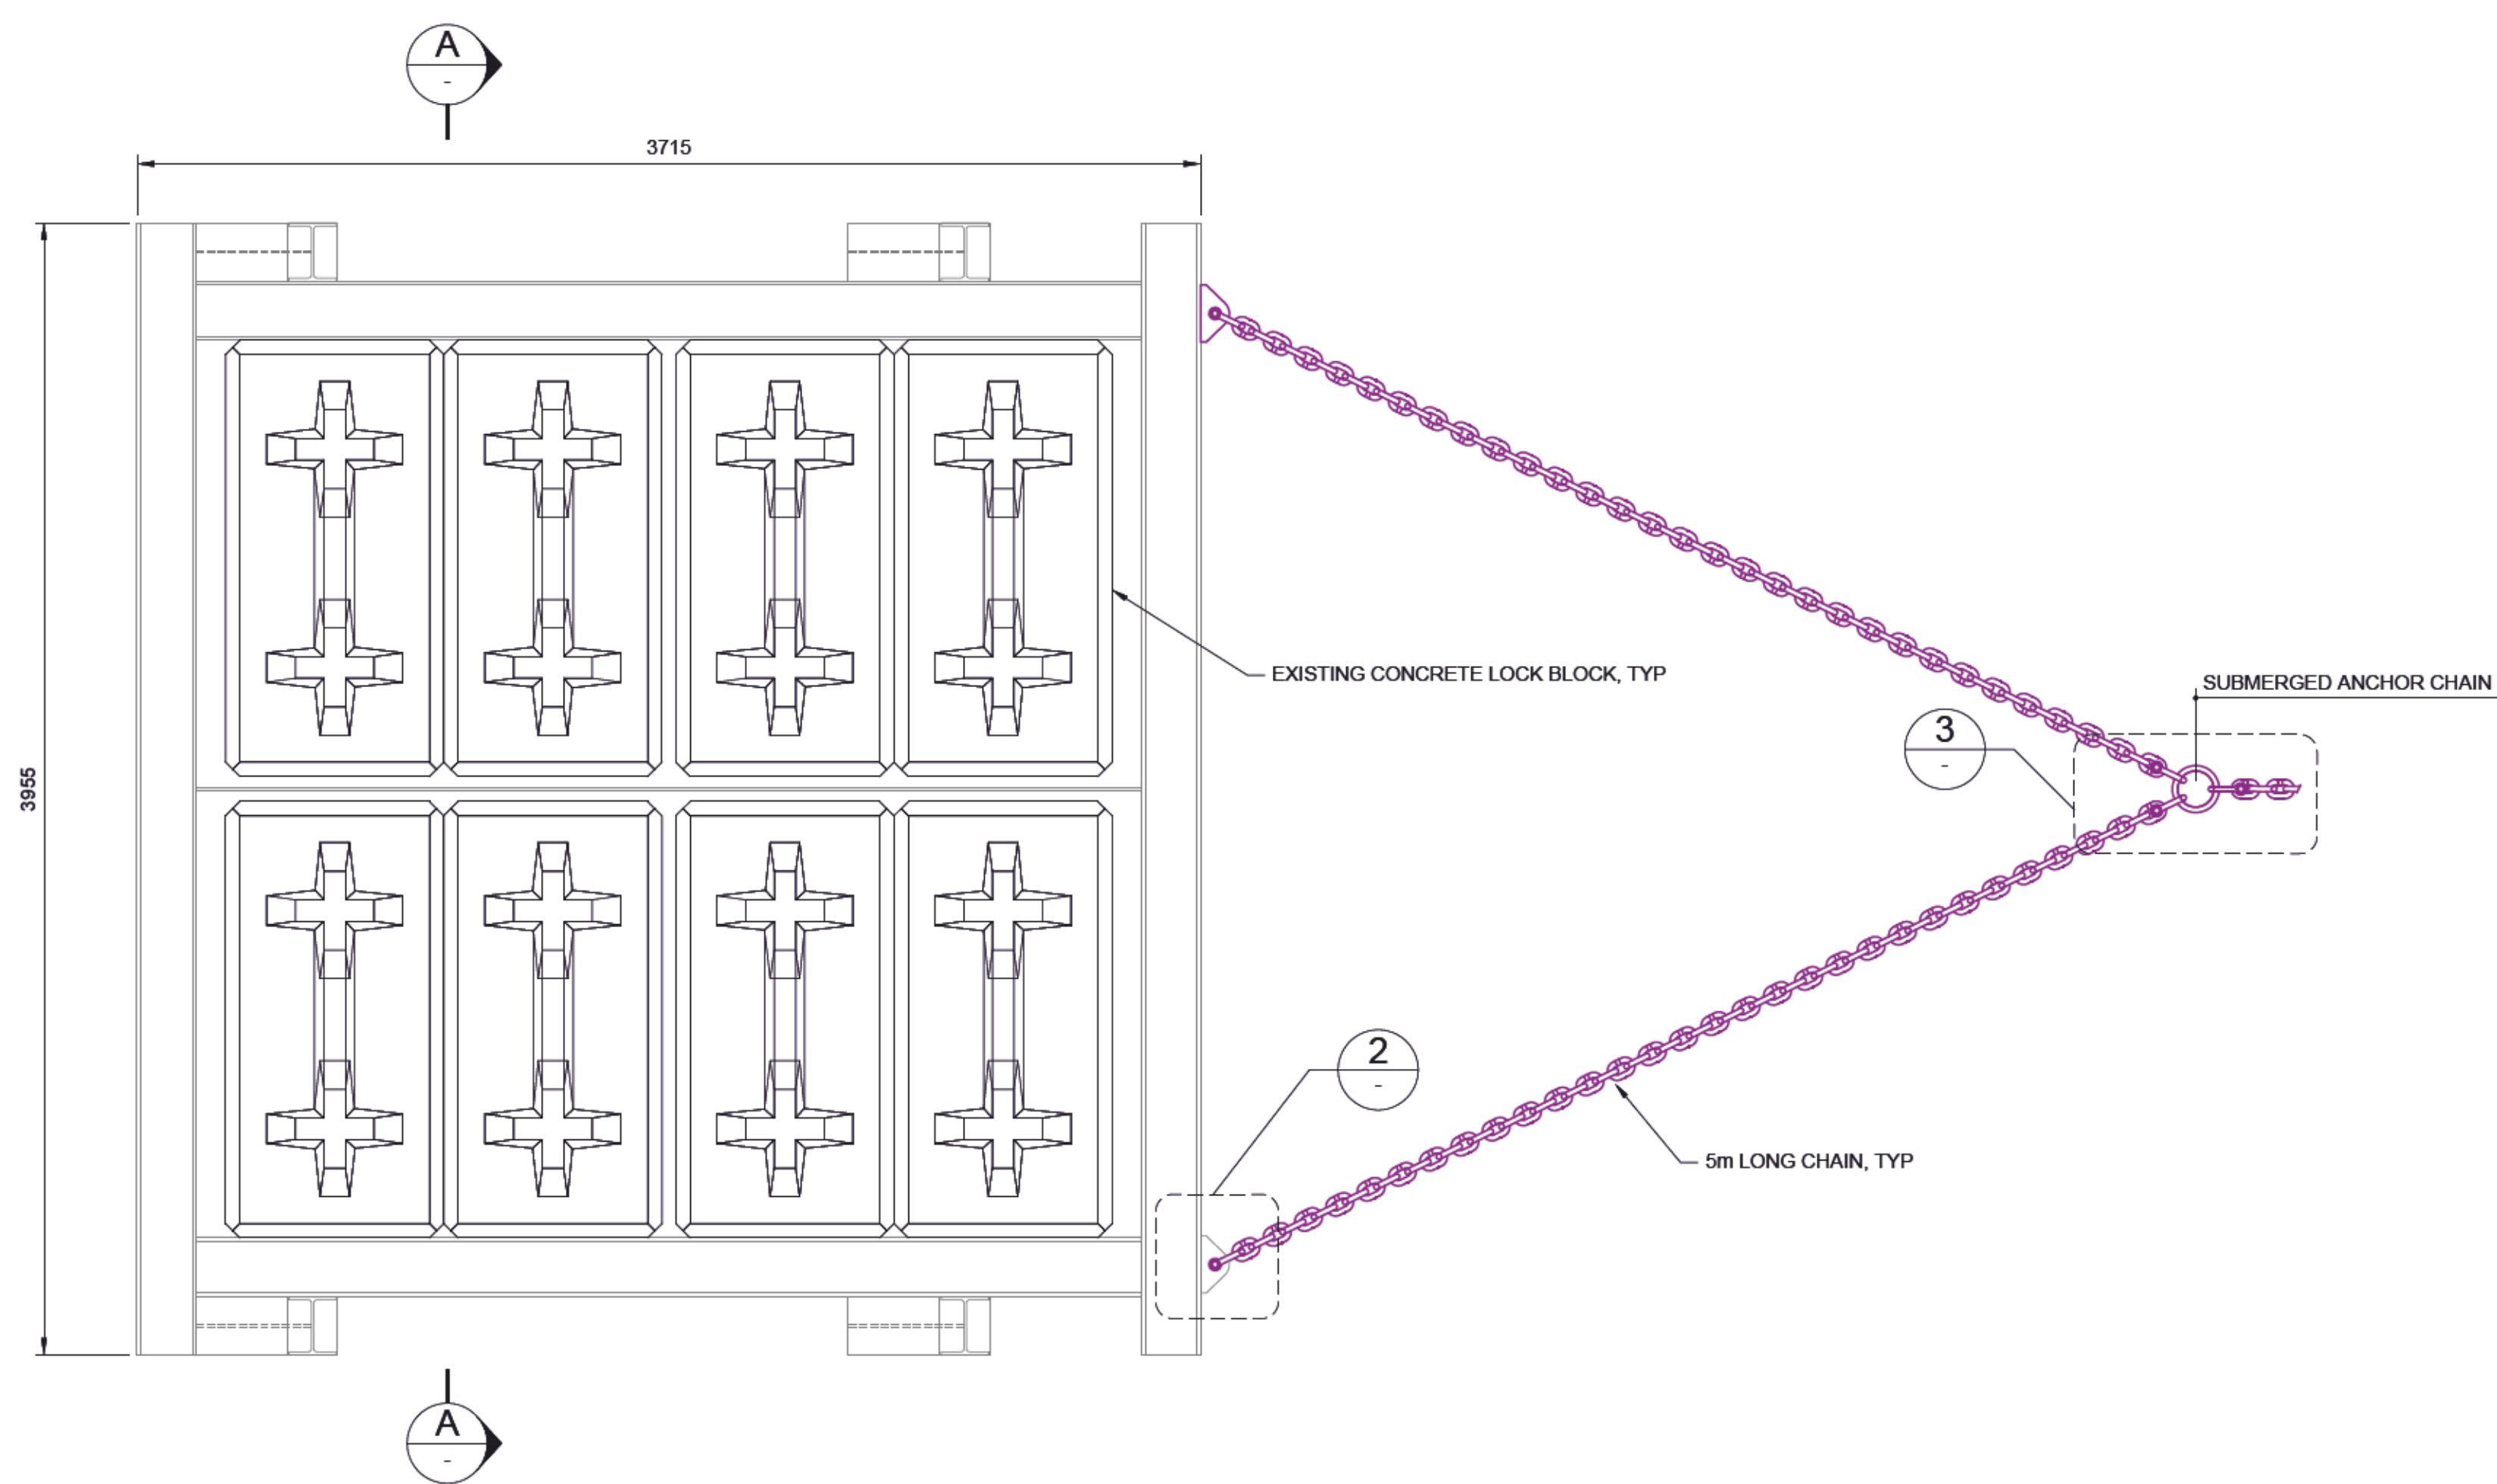 A
-
3715
3955
EXISTING CONCRETE LOCK BLOCK, TYP
SUBMERGED ANCHOR CHAIN
3
-
2
-
5m LONG CHAIN, TYP
A
-